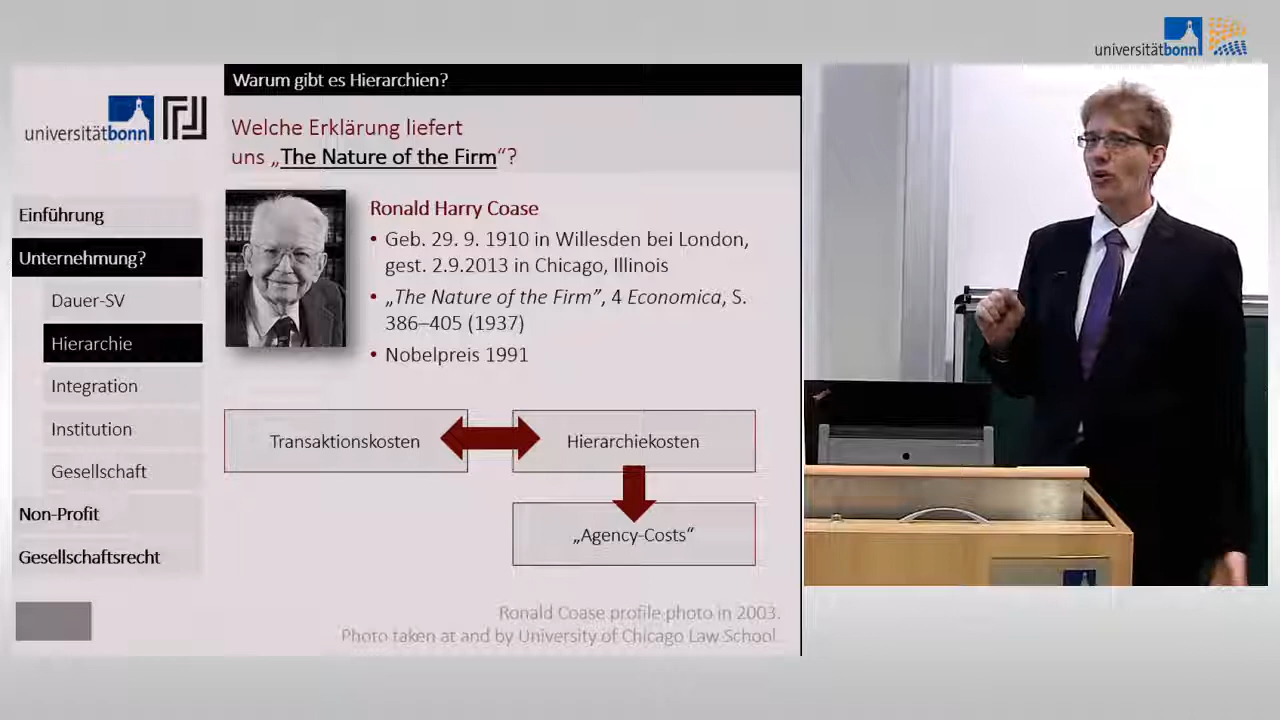 universitätbonn
Warum gibt es Hierarchien?
universitätbonn
Welche Erklärung liefert
uns „The Nature of the Firm“?
Einführung
Unternehmung?
Dauer-SV
Hierarchie
Integration
Institution
Gesellschaft
Non-Profit
Gesellschaftsrecht
Ronald Harry Coase
• Geb. 29. 9. 1910 in Willesden bei London,
gest. 2.9.2013 in Chicago, Illinois
• „The Nature of the Firm”, 4 Economica, S.
386–405 (1937)
• Nobelpreis 1991
Transaktionskosten
Hierarchiekosten
„Agency-Costs“
Ronald Coase profile photo in 2003.
Photo taken at and by University of Chicago Law School.